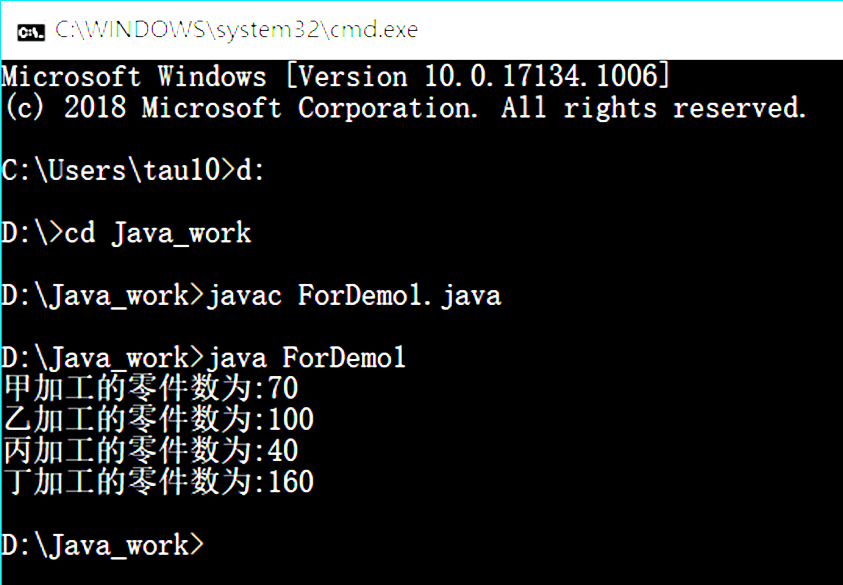 C:\WINDOWS\system32\cmd.exe
Microsoft Windows [Version 10.0.17134.1006]
(c) 2018 Microsoft Corporation. All rights reserved.
C:\Users\tau10>d:
D:\>cd Java_work
D:\Java_work>javac ForDemo1.java
D:\Java_work>java ForDemo1
甲加工的零件数为:70
乙加工的零件数为:100
丙加工的零件数为:40
丁加工的零件数为:160
D:\Java_work>